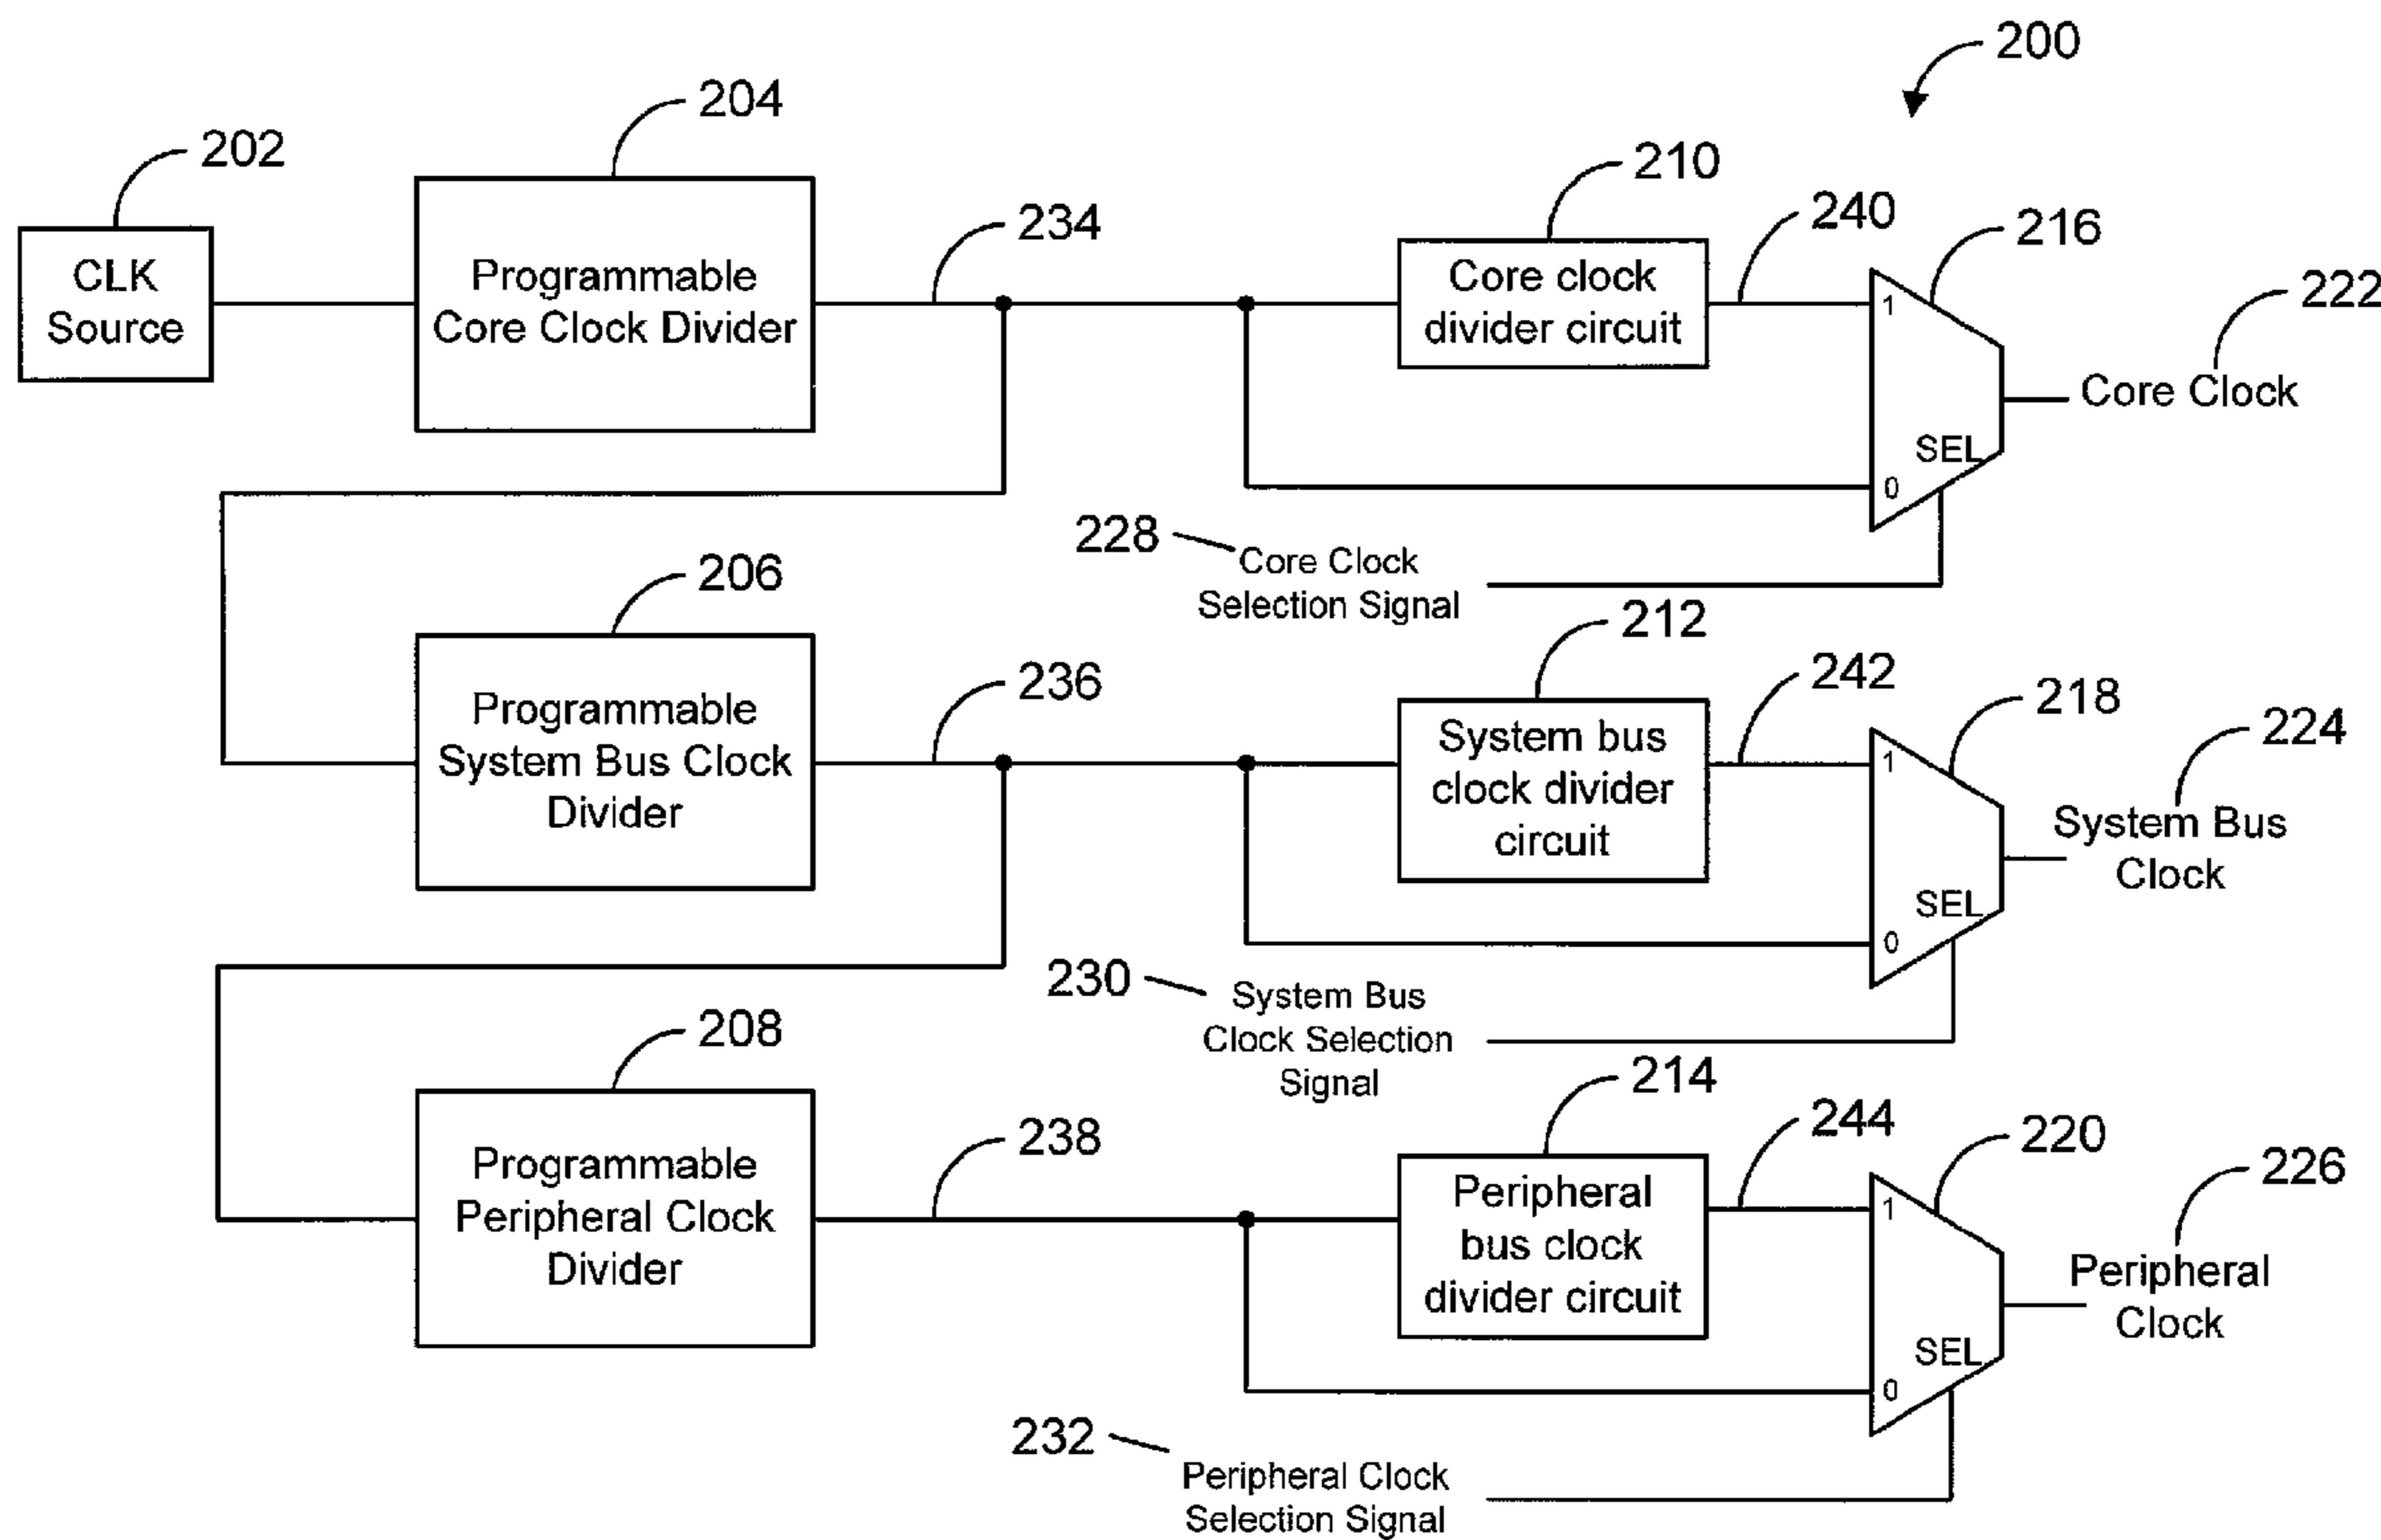 200
204
202
210
240
216
234
222
CLK
Source
Programmable
Core Clock Divider
Core clock
divider circuit
1
Core Clock
SEL
0
228
Core Clock
Selection Signal
206
212
236
242
218
224
Programmable
System Bus Clock
Divider
System bus
clock divider
circuit
1
System Bus
Clock
SEL
0
230
System Bus
Clock Selection
Signal
208
214
238
244
220
226
Programmable
Peripheral Clock
Divider
Peripheral
bus clock
divider circuit
1
Peripheral
Clock
SEL
0
232
Peripheral Clock
Selection Signal